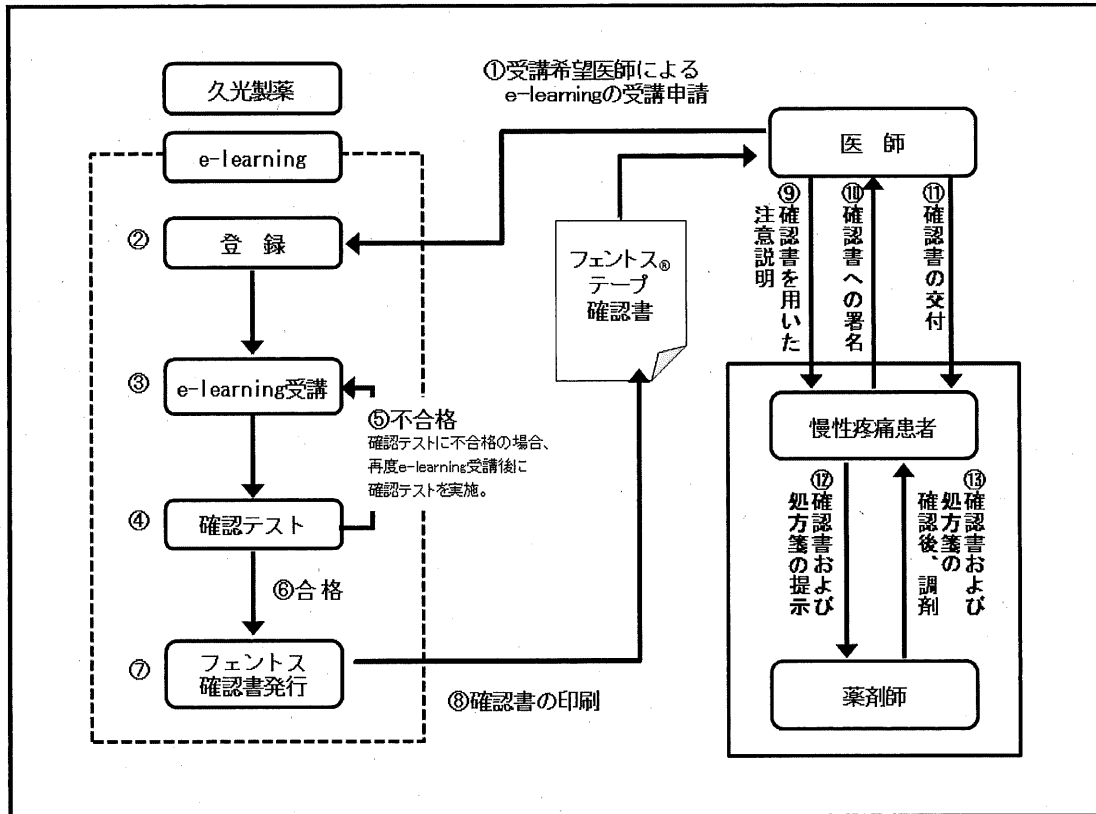 久光製薬
e-learning
①受講希望医師による
e-learningの受講申請
医 師
② 登 録
③ e-learning受講
⑤不合格
確認テストに不合格の場合、
再度e-learning受講後に
確認テストを実施。
④ 確認テスト
⑥合格
⑦ フェントス
確認書発行
⑧確認書の印刷
フェントス®
テープ
確認書
⑨確認書を用いた
注意説明
⑩確認書への署名
⑪確認書の交付
慢性疼痛患者
⑫確認書および
処方箋の提示
⑬確認書および
処方箋の
確認後、調剤
薬剤師